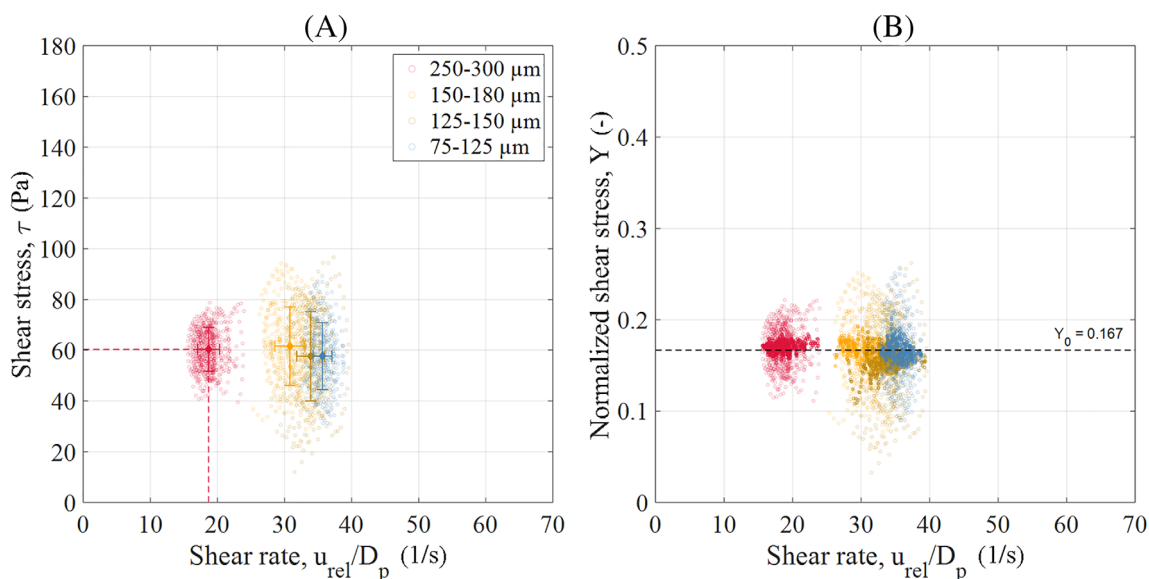 (A)
180
160
140
120
100
80
60
40
20
0
Shear stress, τ (Pa)
250-300 µm
150-180 µm
125-150 µm
75-125 µm
0 10 20 30 40 50 60 70
Shear rate, u_rel/D_p (1/s)
(B)
0.5
0.4
0.3
0.2
0.1
0
Normalized shear stress, Y (-)
Y_0 = 0.167
0 10 20 30 40 50 60 70
Shear rate, u_rel/D_p (1/s)